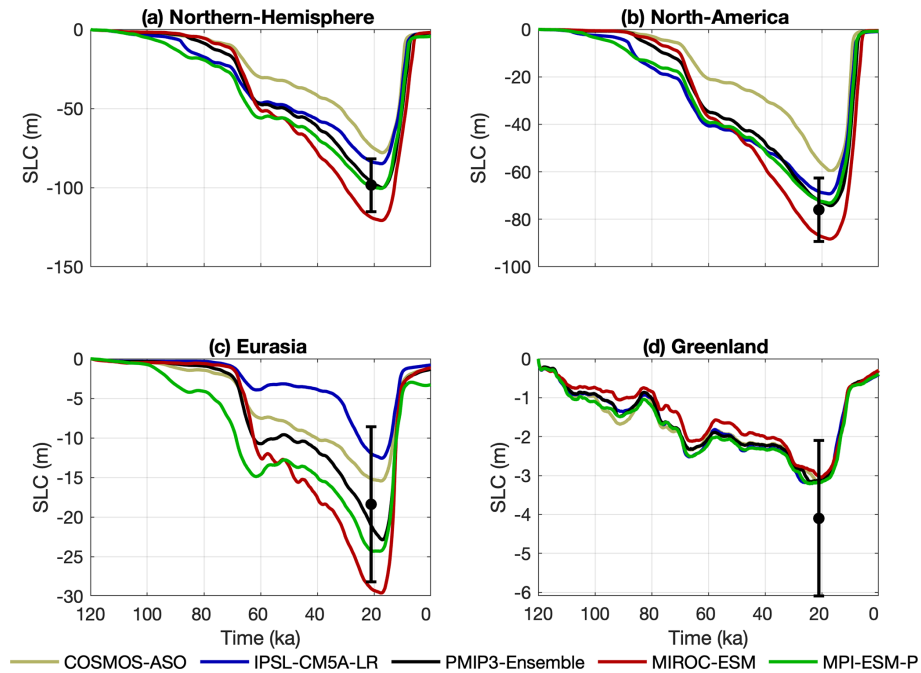 (a) Northern-Hemisphere
0
-50
-100
-150
SLC (m)
(b) North-America
0
-20
-40
-60
-80
-100
SLC (m)
(c) Eurasia
0
-5
-10
-15
-20
-25
-30
SLC (m)
120 100 80 60 40 20 0
Time (ka)
(d) Greenland
0
-1
-2
-3
-4
-5
-6
SLC (m)
120 100 80 60 40 20 0
Time (ka)
COSMOS-ASO IPSL-CM5A-LR PMIP3-Ensemble MIROC-ESM MPI-ESM-P